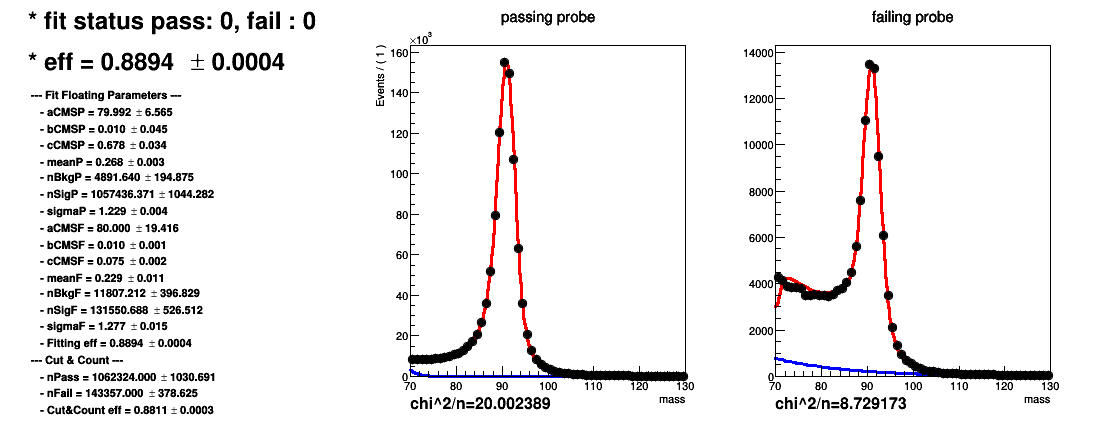 * fit status pass: 0, fail : 0
* eff = 0.8894 ± 0.0004
--- Fit Floating Parameters ---
- aCMSP = 79.992 ± 6.565
- bCMSP = 0.010 ± 0.045
- cCMSP = 0.678 ± 0.034
- meanP = 0.268 ± 0.003
- nBkgP = 4891.640 ± 194.875
- nSigP = 1057436.371 ± 1044.282
- sigmaP = 1.229 ± 0.004
- aCMSF = 80.000 ± 19.416
- bCMSF = 0.010 ± 0.001
- cCMSF = 0.075 ± 0.002
- meanF = 0.229 ± 0.011
- nBkgF = 11807.212 ± 396.829
- nSigF = 131550.688 ± 526.512
- sigmaF = 1.277 ± 0.015
- Fitting eff = 0.8894 ± 0.0004
--- Cut & Count ---
- nPass = 1062324.000 ± 1030.691
- nFail = 143357.000 ± 378.625
- Cut&Count eff = 0.8811 ± 0.0003
passing probe
×10³
Events / ( 1 )
160
140
120
100
80
60
40
20
0
70 80 90 100 110 120 130
mass
chi^2/n=20.002389
failing probe
14000
12000
10000
8000
6000
4000
2000
0
70 80 90 100 110 120 130
mass
chi^2/n=8.729173